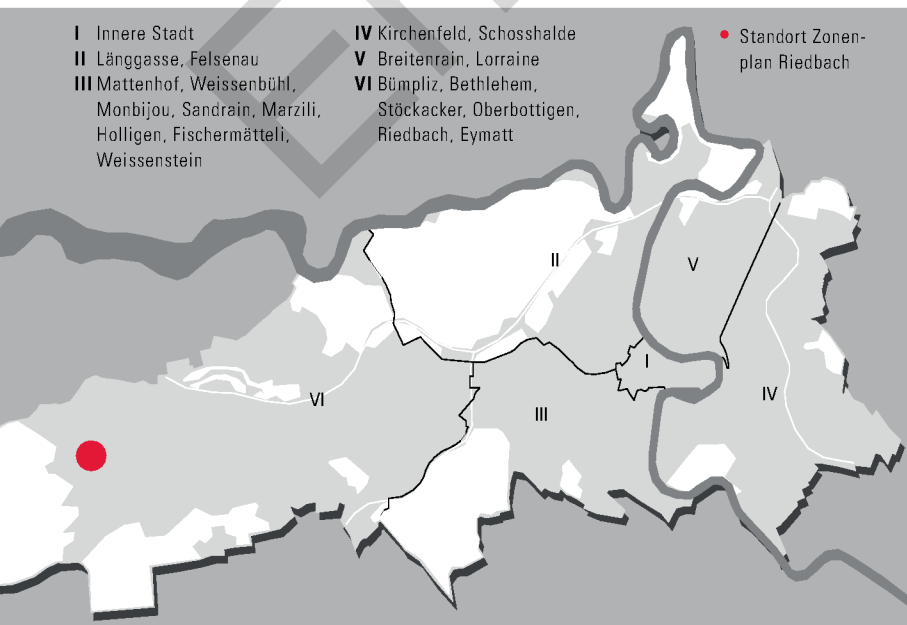 I Innere Stadt
II Länggasse, Felsenau
III Mattenhof, Weissenbühl,
Monbijou, Sandrain, Marzili,
Holligen, Fischermätteli,
Weissenstein
IV Kirchenfeld, Schosshalde
V Breitenrain, Lorraine
VI Bümpliz, Bethlehem,
Stöckacker, Oberbottigen,
Riedbach, Eymatt
Standort Zonen-
plan Riedbach
II
V
I
VI
III
IV